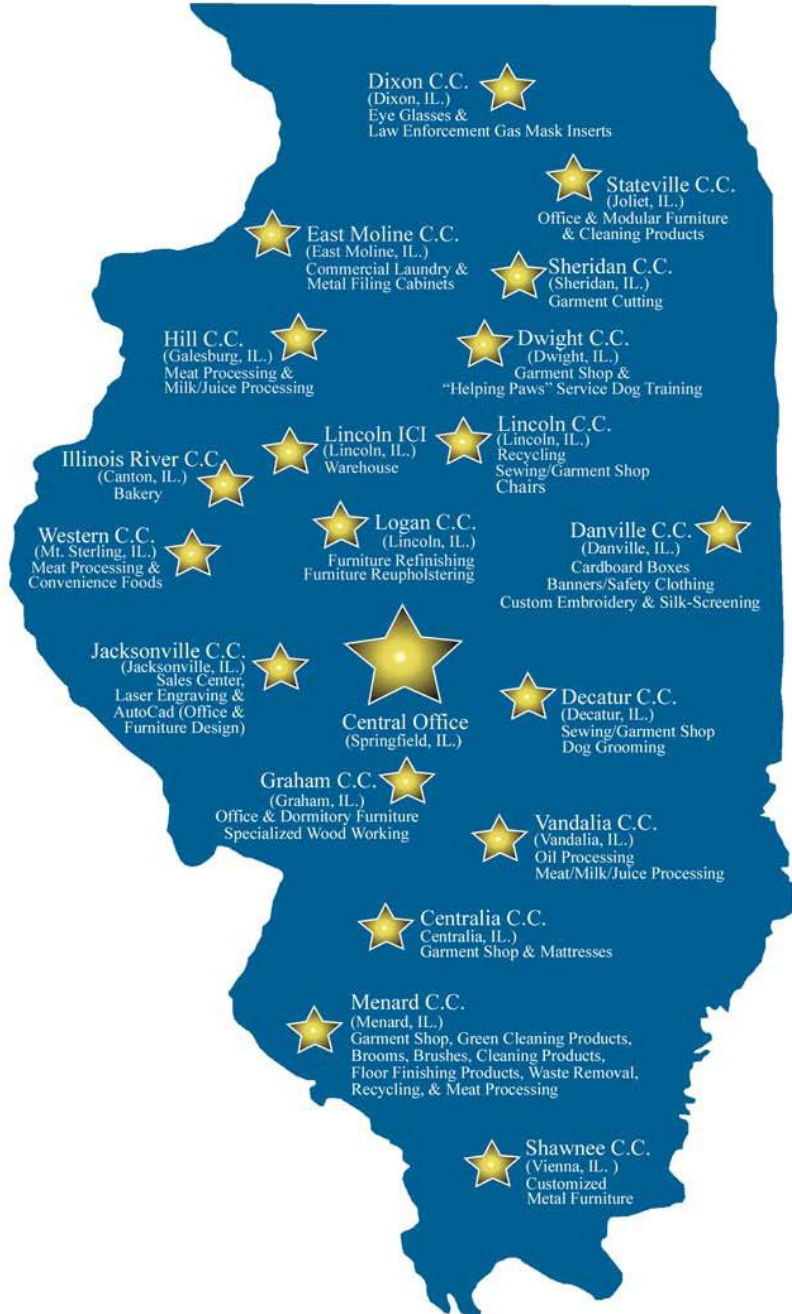 Dixon C.C.
(Dixon, IL.)
Eye Glasses &
Law Enforcement Gas Mask Inserts
Stateville C.C.
(Joliet, IL.)
Office & Modular Furniture
& Cleaning Products
East Moline C.C.
(East Moline, IL.)
Commercial Laundry &
Metal Filing Cabinets
Sheridan C.C.
(Sheridan, IL.)
Garment Cutting
Hill C.C.
(Galesburg, IL.)
Meat Processing &
Milk/Juice Processing
Dwight C.C.
(Dwight, IL.)
Garment Shop &
“Helping Paws” Service Dog Training
Lincoln ICI
(Lincoln, IL.)
Warehouse
Lincoln C.C.
(Lincoln, IL.)
Recycling
Sewing/Garment Shop
Chairs
Illinois River C.C.
(Canton, IL.)
Bakery
Western C.C.
(Mt. Sterling, IL.)
Meat Processing &
Convenience Foods
Logan C.C.
(Lincoln, IL.)
Furniture Refinishing
Furniture Reupholstering
Danville C.C.
(Danville, IL.)
Cardboard Boxes
Banners/Safety Clothing
Custom Embroidery & Silk-Screening
Jacksonville C.C.
(Jacksonville, IL.)
Sales Center,
Laser Engraving &
AutoCad (Office &
Furniture Design)
Central Office
(Springfield, IL.)
Decatur C.C.
(Decatur, IL.)
Sewing/Garment Shop
Dog Grooming
Graham C.C.
(Graham, IL.)
Office & Dormitory Furniture
Specialized Wood Working
Vandalia C.C.
(Vandalia, IL.)
Oil Processing
Meat/Milk/Juice Processing
Centralia C.C.
Centralia, IL.)
Garment Shop & Mattresses
Menard C.C.
(Menard, IL.)
Garment Shop, Green Cleaning Products,
Brooms, Brushes, Cleaning Products,
Floor Finishing Products, Waste Removal,
Recycling, & Meat Processing
Shawnee C.C.
(Vienna, IL. )
Customized
Metal Furniture